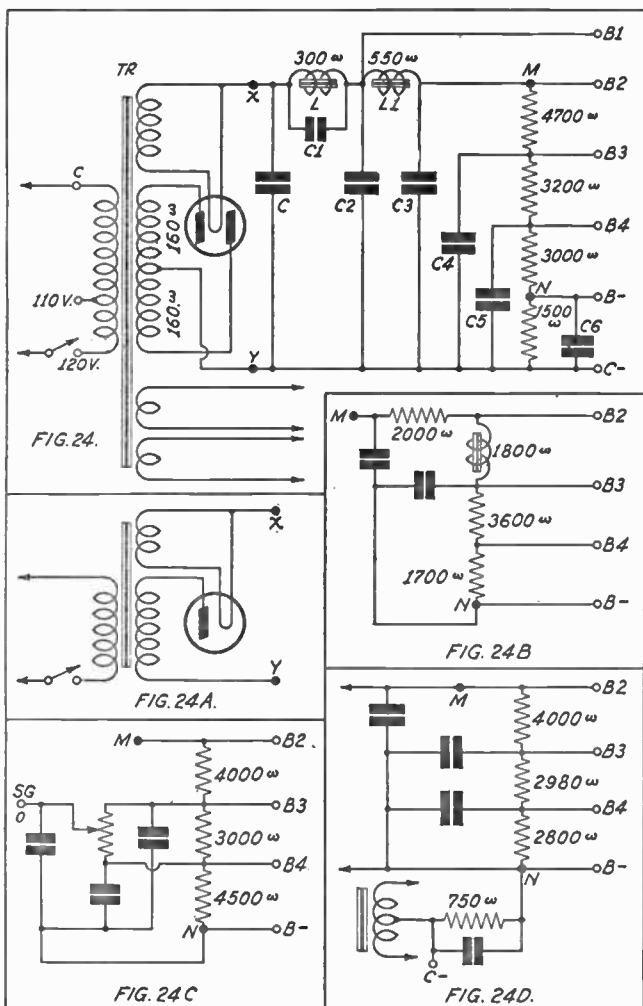 TR
C
110 V.
120V.
160 ω
160 ω
X
Y
300 ω
L
C1
550 ω
L1
C
C2
C3
C4
C5
C6
M
4700 ω
3200 ω
3000 ω
N
1500 ω
B1
B2
B3
B4
B-
C-
FIG. 24.
X
Y
FIG. 24A.
M
2000 ω
1800 ω
3600 ω
1700 ω
N
B2
B3
B4
B-
FIG. 24B
M
SG
0
4000 ω
3000 ω
4500 ω
N
B2
B3
B4
B-
FIG. 24C
M
4000 ω
2980 ω
2800 ω
N
750 ω
C-
B2
B3
B4
B-
FIG. 24D.